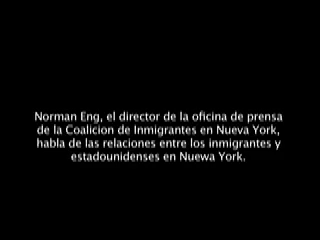 Norman Eng, el director de la oficina de prensa
de la Coalicion de Inmigrantes en Nueva York,
habla de las relaciones entre los inmigrantes y
estadounidenses en Nuewa York.